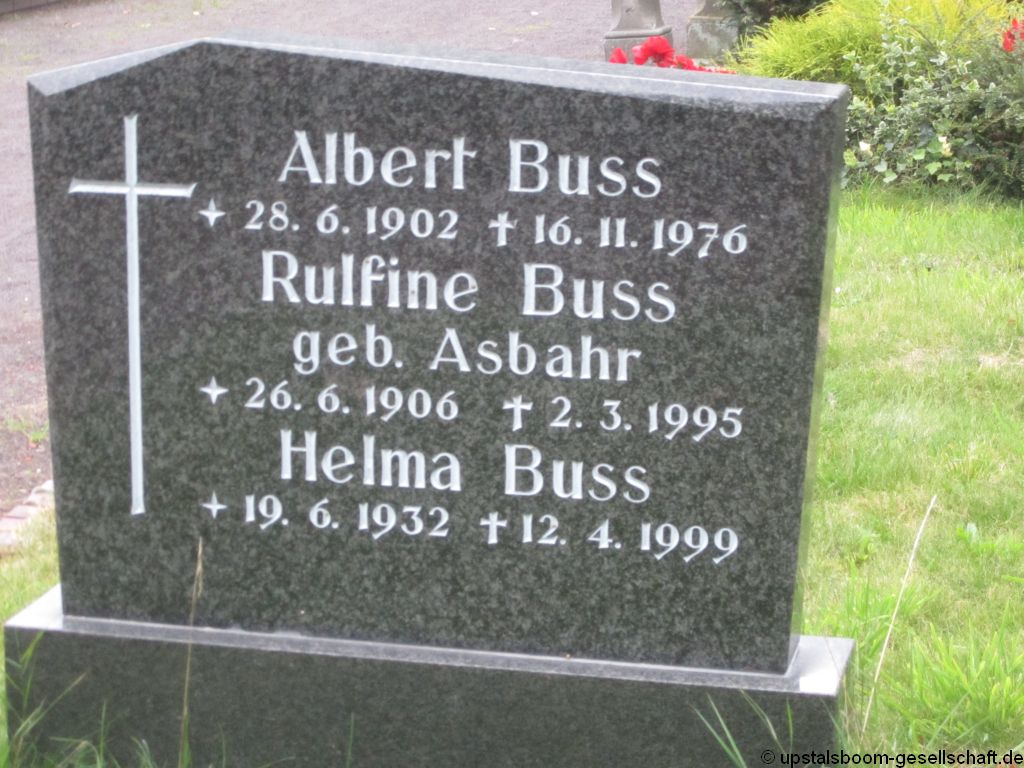 Albert Buss
28. 6. 1902 † 16. 11. 1976
Rulfine Buss
geb. Asbahr
26. 6. 1906 † 2. 3. 1995
Helma Buss
19. 6. 1932 † 12. 4. 1999
© upstalsboom-gesellschaft.de